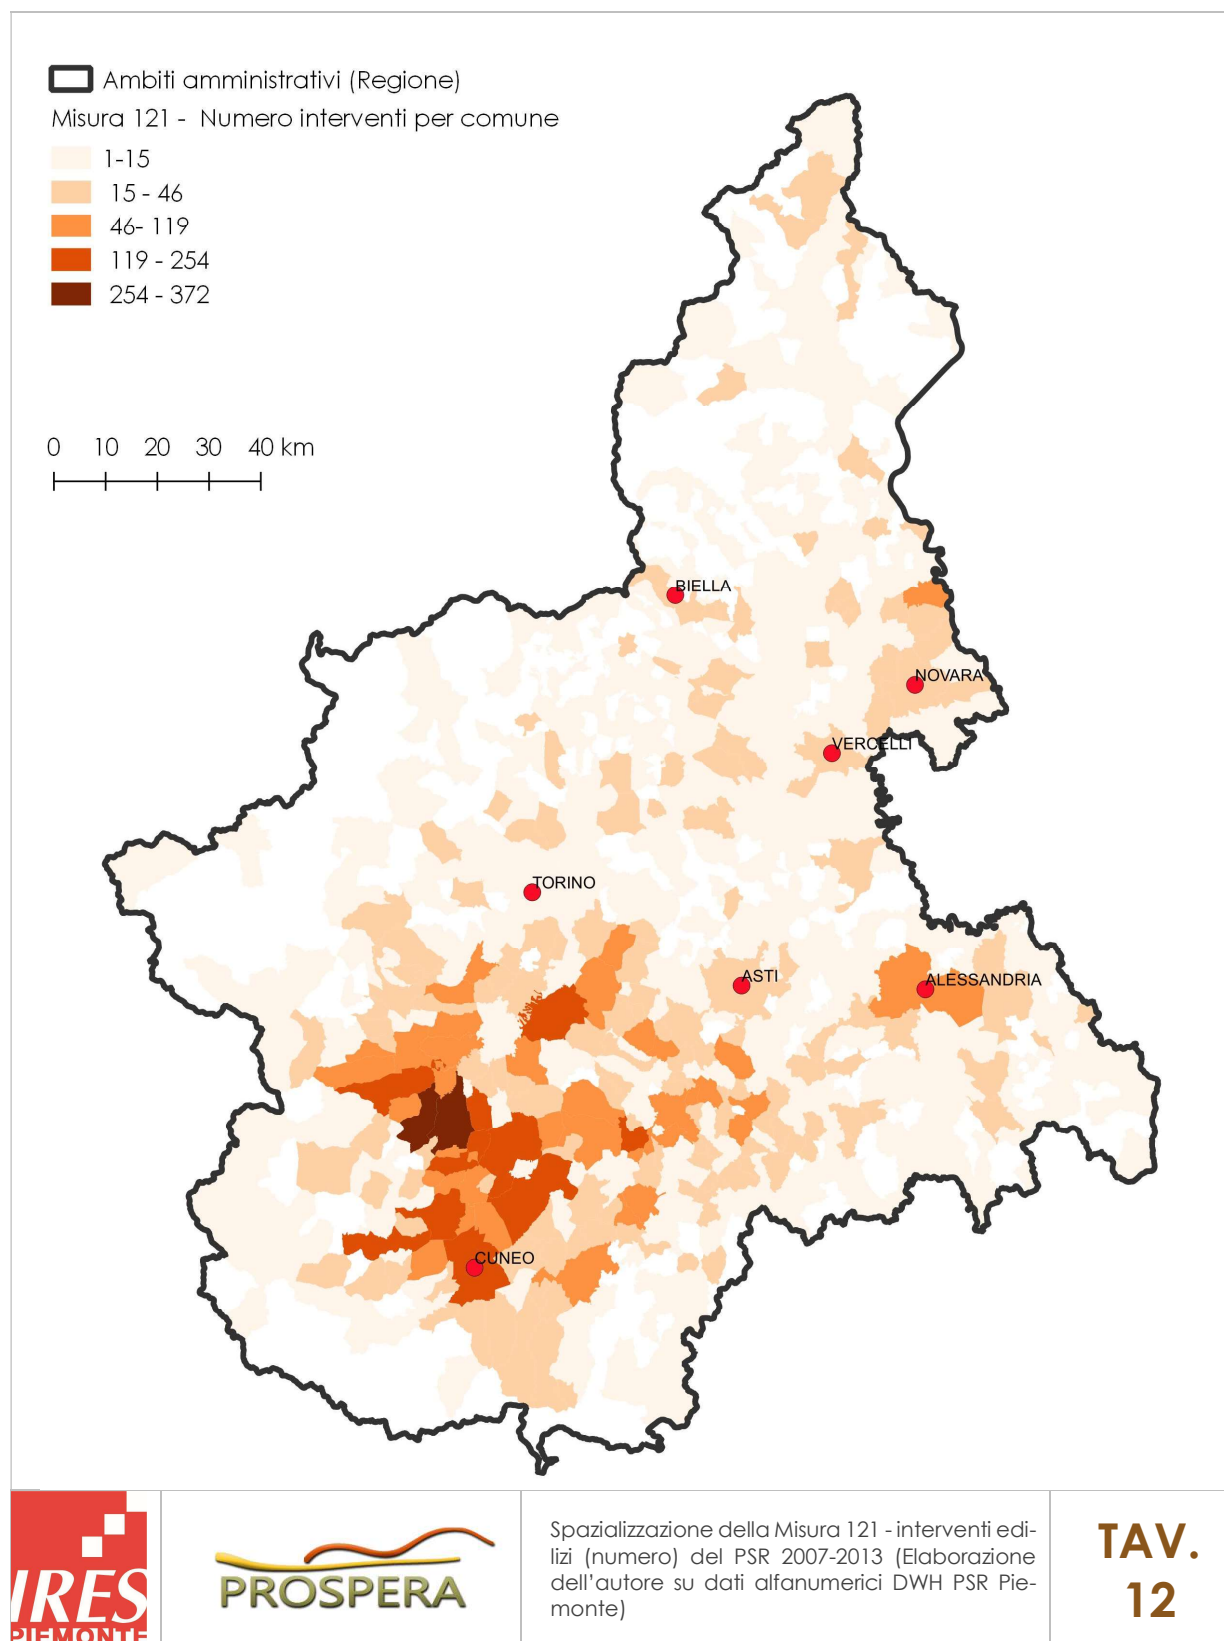 Ambiti amministrativi (Regione)
Misura 121 - Numero interventi per comune
1-15
15 - 46
46- 119
119 - 254
254 - 372
0 10 20 30 40 km
BIELLA
NOVARA
VERCELLI
TORINO
ASTI
ALESSANDRIA
CUNEO
IRES
PIEMONTE
PROSPERA
Spazializzazione della Misura 121 - interventi edi-
lizi (numero) del PSR 2007-2013 (Elaborazione
dell'autore su dati alfanumerici DWH PSR Pie-
monte)
TAV.
12